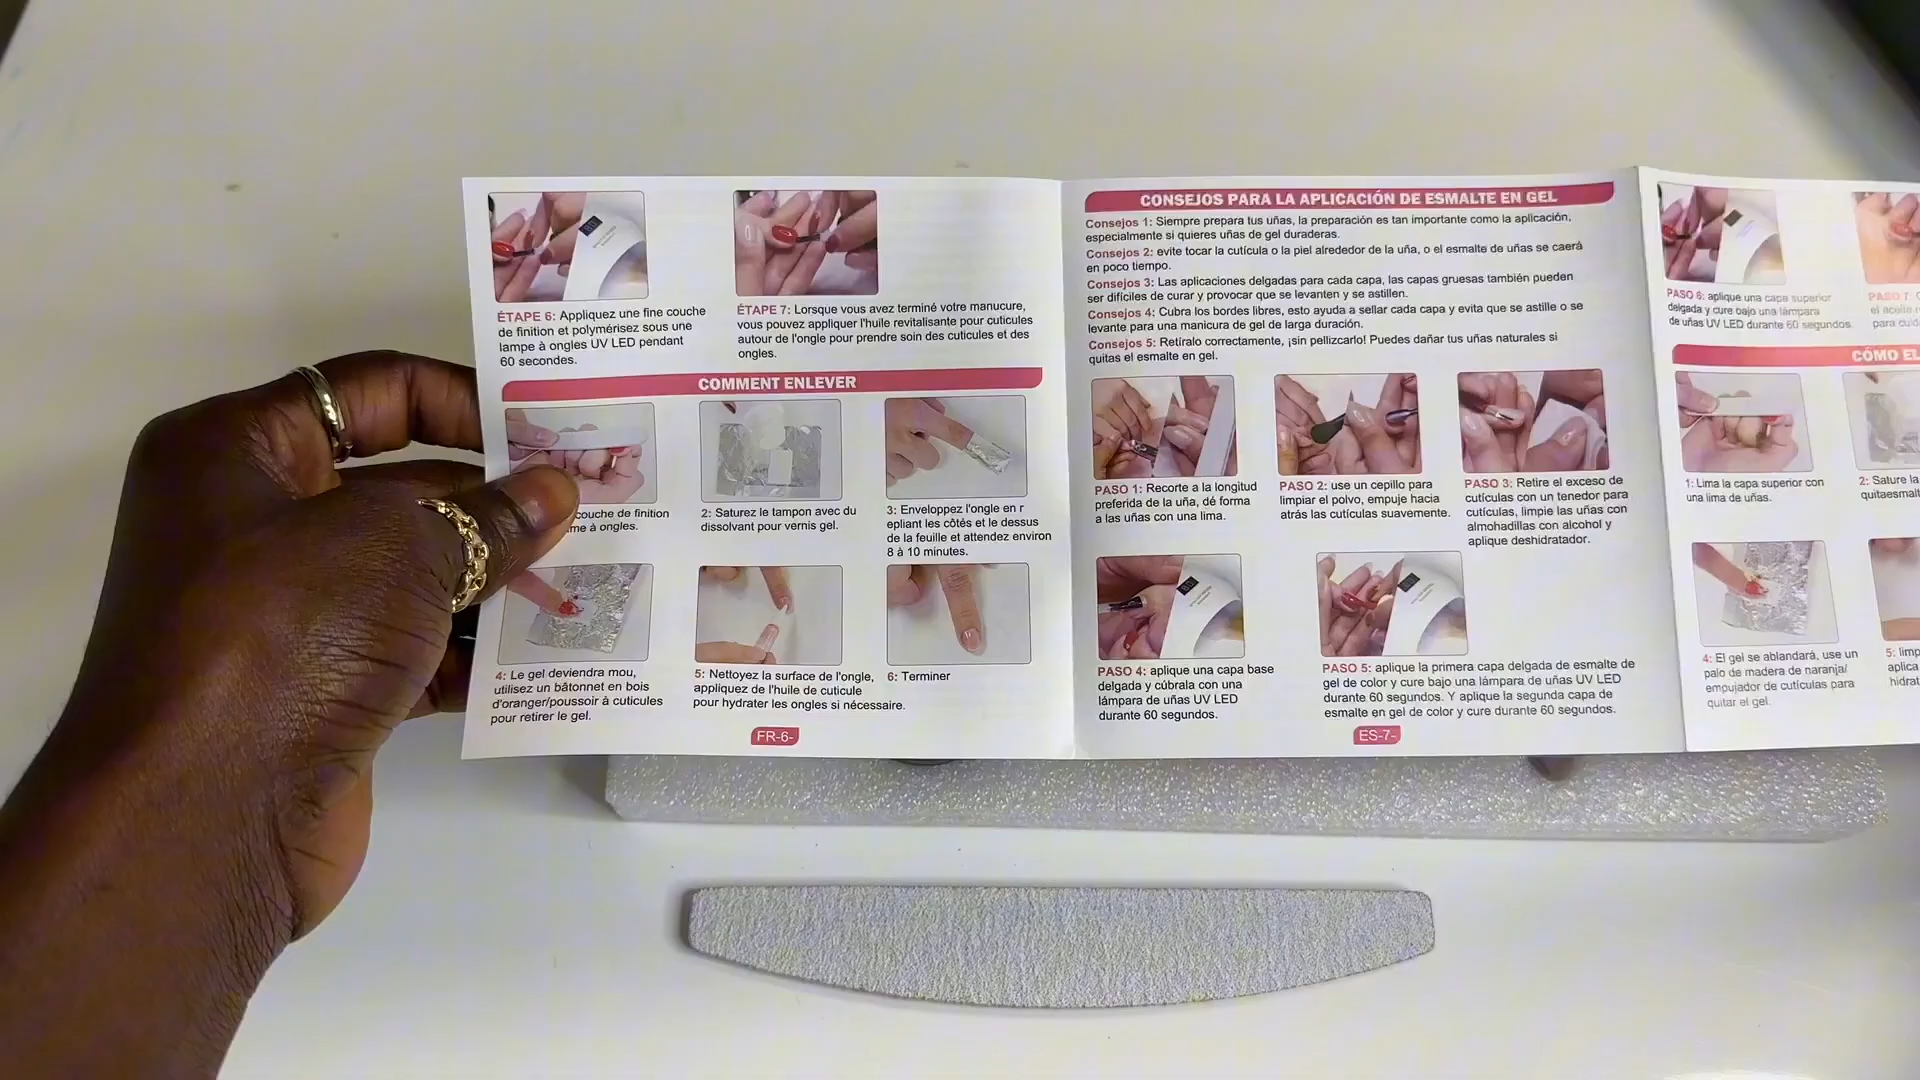 ÉTAPE 6: Appliquez une fine couche
de finition et polymérisez sous une
lampe à ongles UV LED pendant
60 secondes.
ÉTAPE 7: Lorsque vous avez terminé votre manucure,
vous pouvez appliquer l'huile revitalisante pour cuticules
autour de l'ongle pour prendre soin des cuticules et des
ongles.
COMMENT ENLEVER
couche de finition
me à ongles.
2: Saturez le tampon avec du
dissolvant pour vernis gel.
3: Enveloppez l'ongle en r
epliant les côtés et le dessus
de la feuille et attendez environ
8 à 10 minutes.
4: Le gel deviendra mou,
utilisez un bâtonnet en bois
d'oranger/poussoir à cuticules
pour retirer le gel.
5: Nettoyez la surface de l'ongle,
appliquez de l'huile de cuticule
pour hydrater les ongles si nécessaire.
6: Terminer
FR-6-
CONSEJOS PARA LA APLICACIÓN DE ESMALTE EN GEL
Consejos 1: Siempre prepara tus uñas, la preparación es tan importante como la aplicación,
especialmente si quieres uñas de gel duraderas.
Consejos 2: evite tocar la cutícula o la piel alrededor de la uña, o el esmalte de uñas se caerá
en poco tiempo.
Consejos 3: Las aplicaciones delgadas para cada capa, las capas gruesas también pueden
ser difíciles de curar y provocar que se levanten y se astillen.
Consejos 4: Cubra los bordes libres, esto ayuda a sellar cada capa y evita que se astille o se
levante para una manicura de gel de larga duración.
Consejos 5: Retíralo correctamente, ¡sin pellizcarlo! Puedes dañar tus uñas naturales si
quitas el esmalte en gel.
PASO 1: Recorte a la longitud
preferida de la uña, dé forma
a las uñas con una lima.
PASO 2: use un cepillo para
limpiar el polvo, empuje hacia
atrás las cutículas suavemente.
PASO 3: Retire el exceso de
cutículas con un tenedor para
cutículas, limpie las uñas con
almohadillas con alcohol y
aplique deshidratador.
PASO 4: aplique una capa base
delgada y cúbrala con una
lámpara de uñas UV LED
durante 60 segundos.
PASO 5: aplique la primera capa delgada de esmalte de
gel de color y cure bajo una lámpara de uñas UV LED
durante 60 segundos. Y aplique la segunda capa de
esmalte en gel de color y cure durante 60 segundos.
ES-7-
PASO 6: aplique una capa superior
delgada y cure bajo una lámpara
de uñas UV LED durante 60 segundos.
PASO 7:
el aceite
para
CÓMO EL
1: Lima la capa superior con
una lima de uñas.
2: Sature la
quitaesmalt
4: El gel se ablandará, use un
palo de madera de naranja/
empujador de cutículas para
quitar el gel.
5: limp
aplica
hidrat